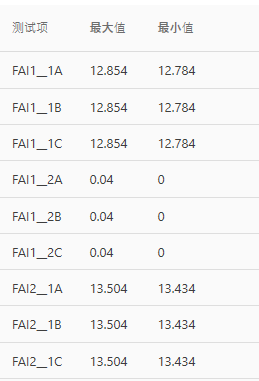 测试项 最大值 最小值
FAI1__1A 12.854 12.784
FAI1__1B 12.854 12.784
FAI1__1C 12.854 12.784
FAI1__2A 0.04 0
FAI1__2B 0.04 0
FAI1__2C 0.04 0
FAI2__1A 13.504 13.434
FAI2__1B 13.504 13.434
FAI2__1C 13.504 13.434